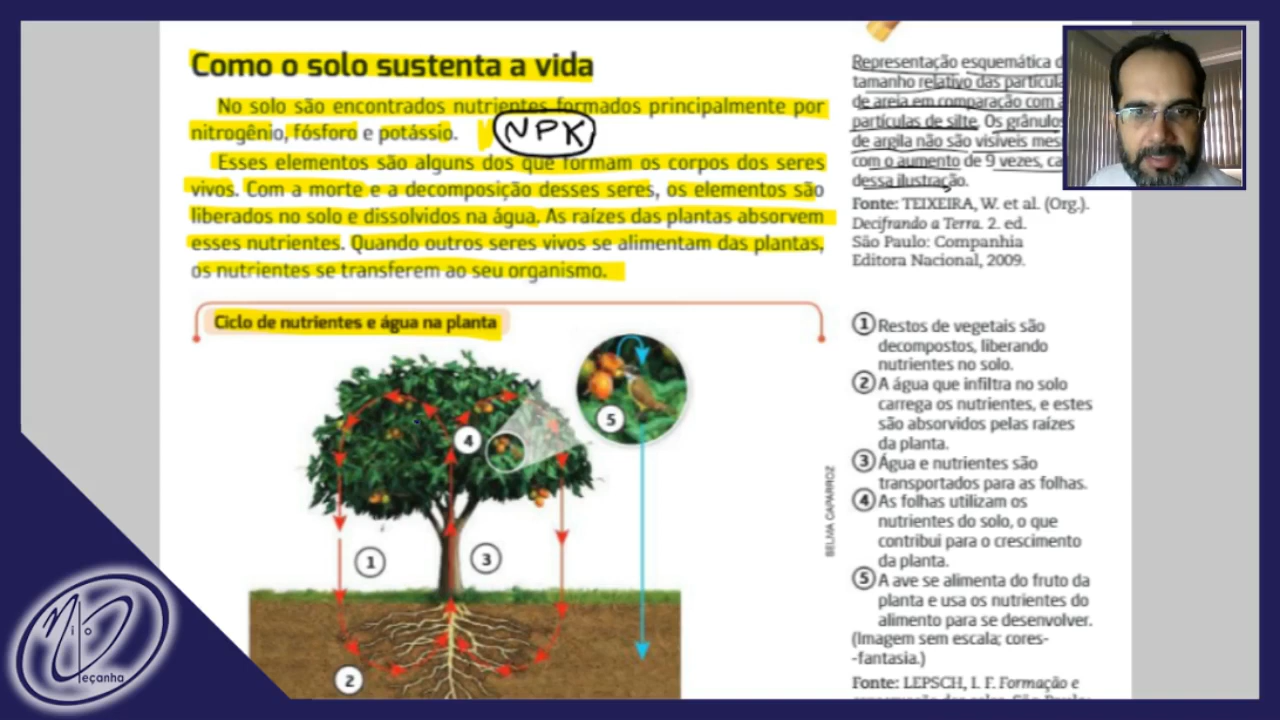 Como o solo sustenta a vida
No solo são encontrados nutrientes formados principalmente por
nitrogênio, fósforo e potássio.
NPK
Esses elementos são alguns dos que formam os corpos dos seres
vivos. Com a morte e a decomposição desses seres, os elementos são
liberados no solo e dissolvidos na água. As raízes das plantas absorvem
esses nutrientes. Quando outros seres vivos se alimentam das plantas,
os nutrientes se transferem ao seu organismo.
Ciclo de nutrientes e água na planta
5
4
1
3
2
SELMA CAPARROZ
Representação esquemática
tamanho relativo das
de areia em comparação com
partículas de silte. Os grânulos
de argila não são visíveis
com o aumento de 9 vezes,
dessa ilustração.
Fonte: TEIXEIRA, W. et al. (Org.).
Decifrando a Terra. 2. ed.
São Paulo: Companhia
Editora Nacional, 2009.
1 Restos de vegetais são
decompostos, liberando
nutrientes no solo.
2 A água que infiltra no solo
carrega os nutrientes, e estes
são absorvidos pelas raízes
da planta.
3 Água e nutrientes são
transportados para as folhas.
4 As folhas utilizam os
nutrientes do solo, o que
contribui para o crescimento
da planta.
5 A ave se alimenta do fruto da
planta e usa os nutrientes do
alimento para se desenvolver.
(Imagem sem escala; cores-
-fantasia.)
Fonte: LEPSCH, I. F. Formação e